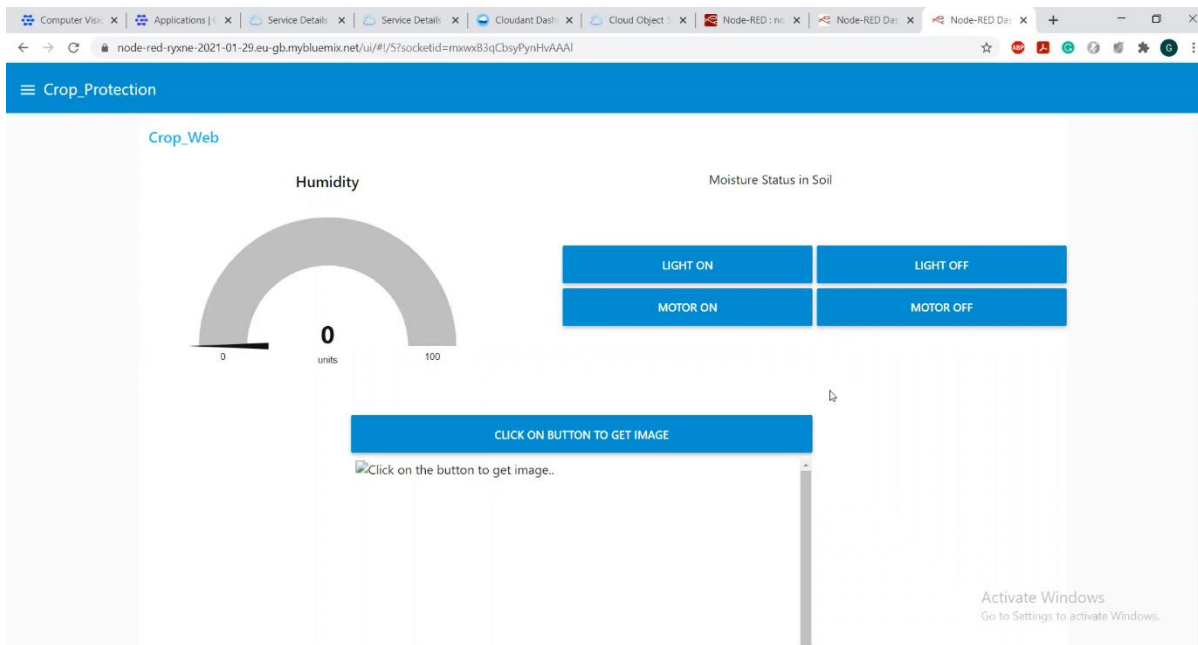 Computer Visio
Applications | C
Service Details
Service Details
Cloudant Dash
Cloud Object S
Node-RED : no
Node-RED Das
Node-RED Das
node-red-ryxne-2021-01-29.eu-gb.mybluemix.net/ui/#!/5?socketid=mxwxB3qCbsyPynHvAAAl
ABP
G
Crop_Protection
Crop_Web
Humidity
Moisture Status in Soil
LIGHT ON LIGHT OFF
MOTOR ON MOTOR OFF
0
0 units 100
CLICK ON BUTTON TO GET IMAGE
Click on the button to get image..
Activate Windows
Go to Settings to activate Windows.